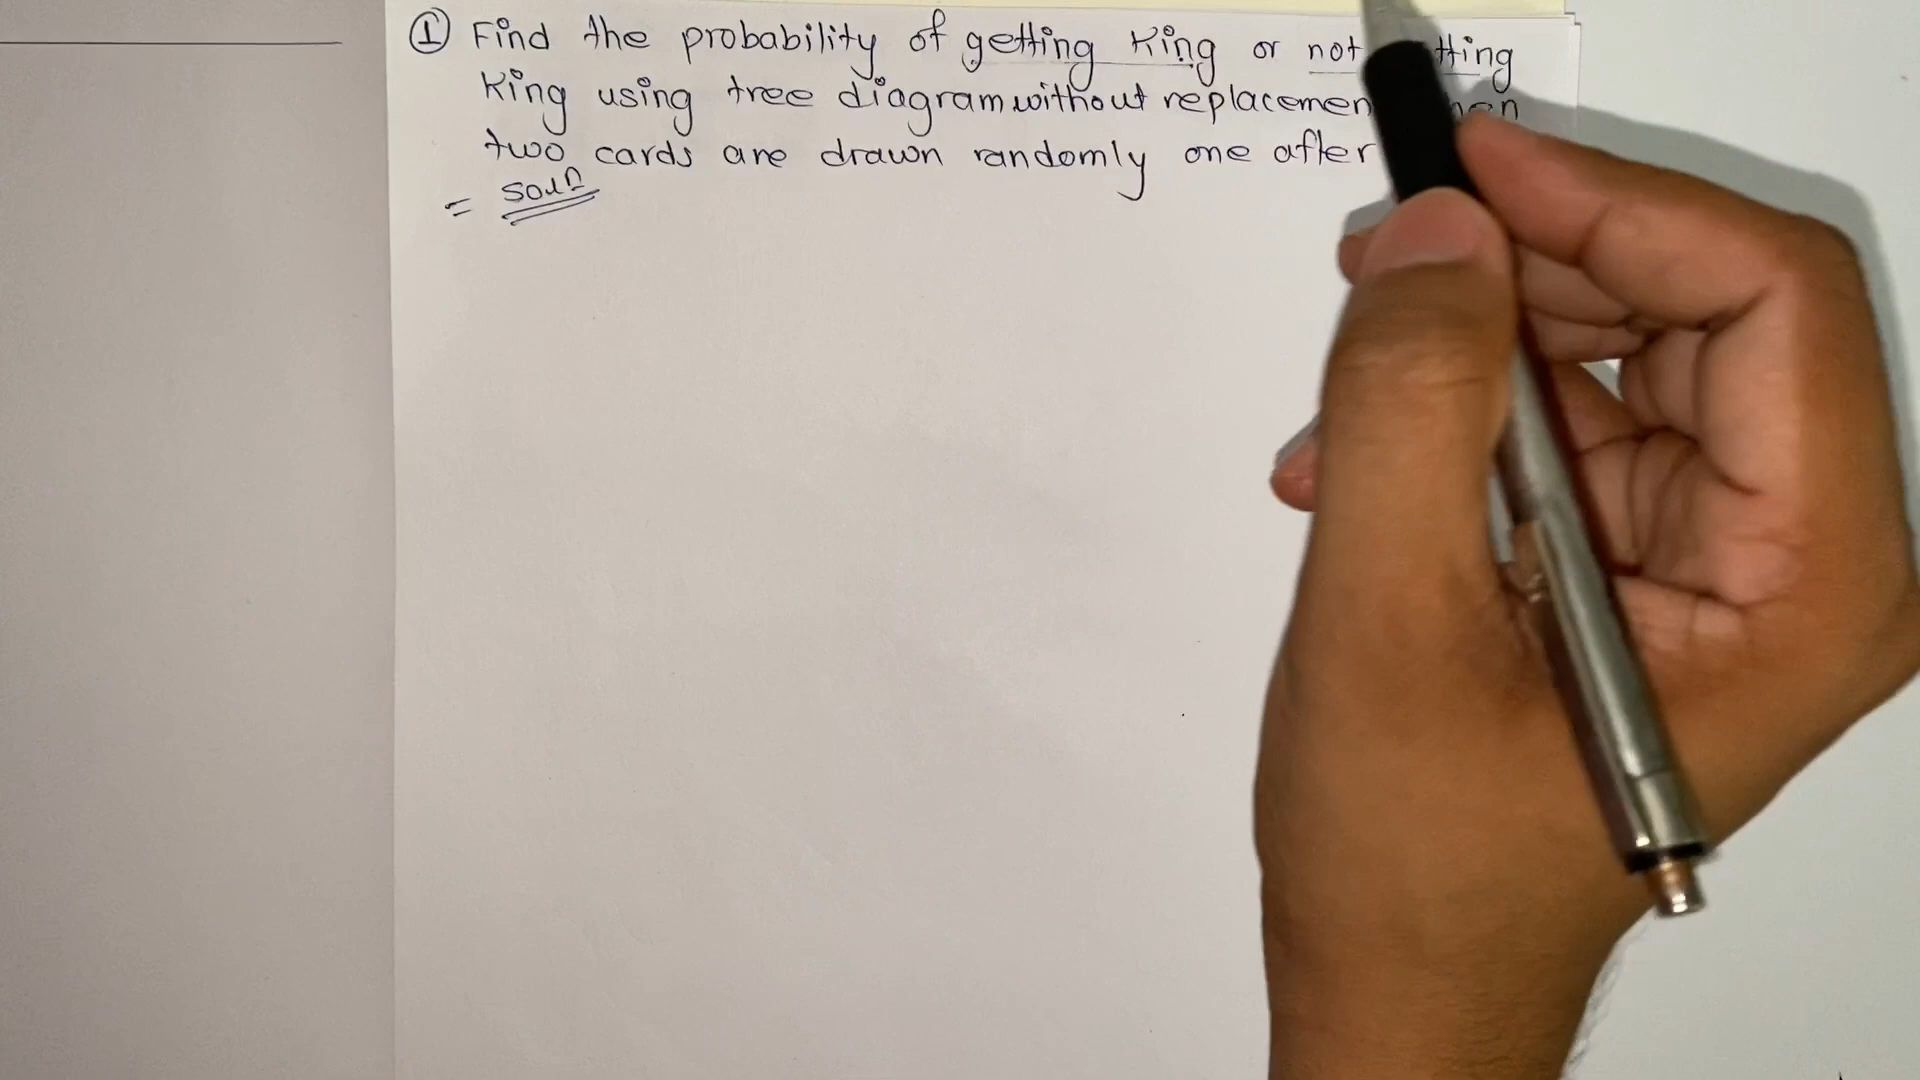 ① Find the probability of getting King or not
King using tree diagram without replacemen
two cards are drawn randomly one after
= Soln